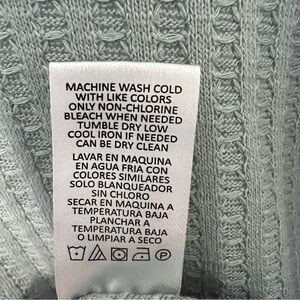 MACHINE WASH COLD
WITH LIKE COLORS
ONLY NON-CHLORINE
BLEACH WHEN NEEDED
TUMBLE DRY LOW
COOL IRON IF NEEDED
CAN BE DRY CLEAN
LAVAR EN MAQUINA
EN AGUA FRIA CON
COLORES SIMILARES
SOLO BLANQUEADOR
SIN CHLORO
SECAR EN MAQUINA A
TEMPERATURA BAJA
PLANCHAR A
TEMPERATURA BAJA
O LIMPIAR A SECO